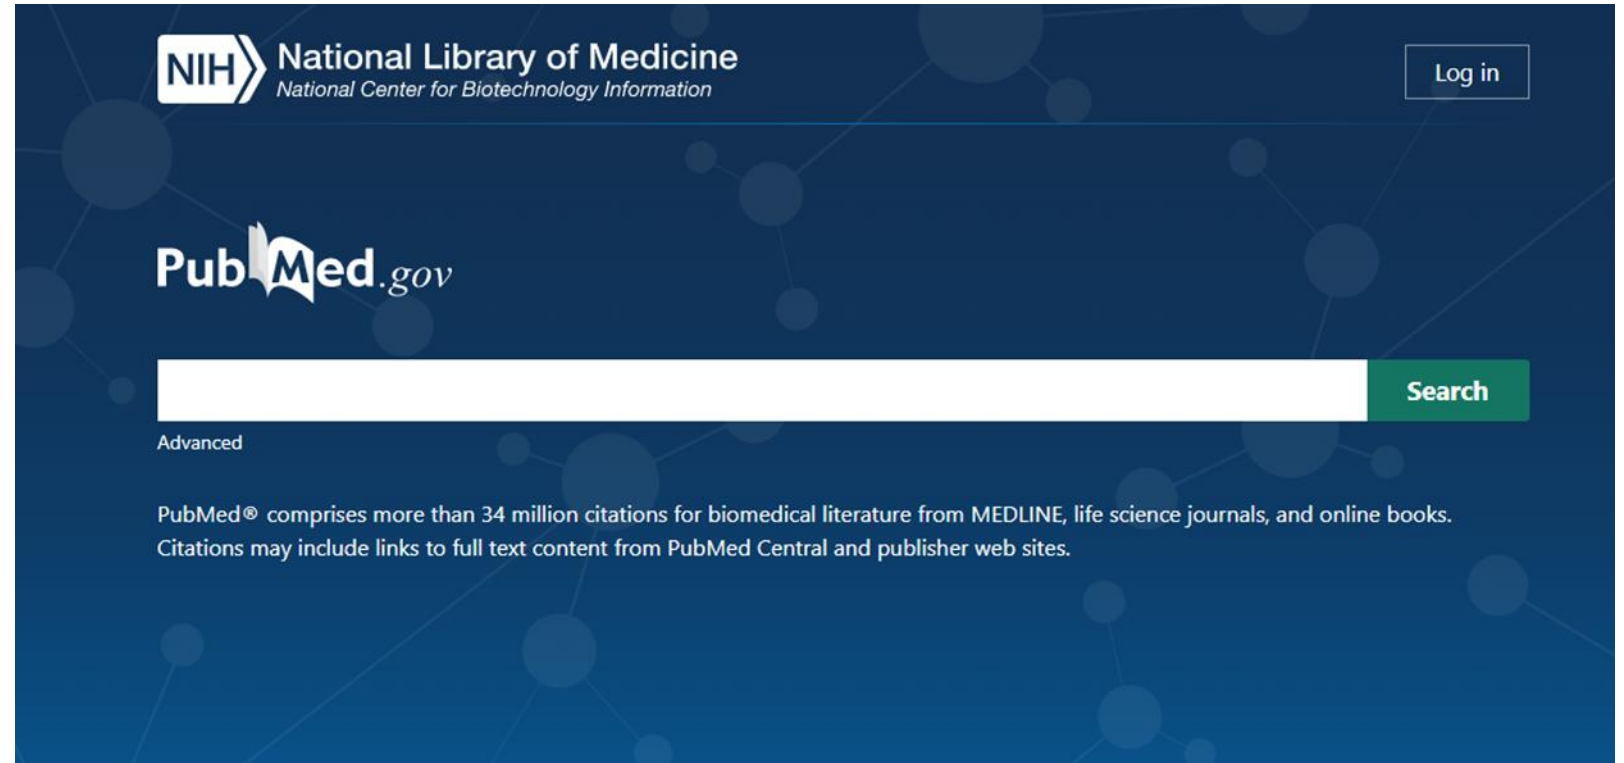 NIH National Library of Medicine
National Center for Biotechnology Information
Log in
PubMed.gov
Search
Advanced
PubMed® comprises more than 34 million citations for biomedical literature from MEDLINE, life science journals, and online books.
Citations may include links to full text content from PubMed Central and publisher web sites.